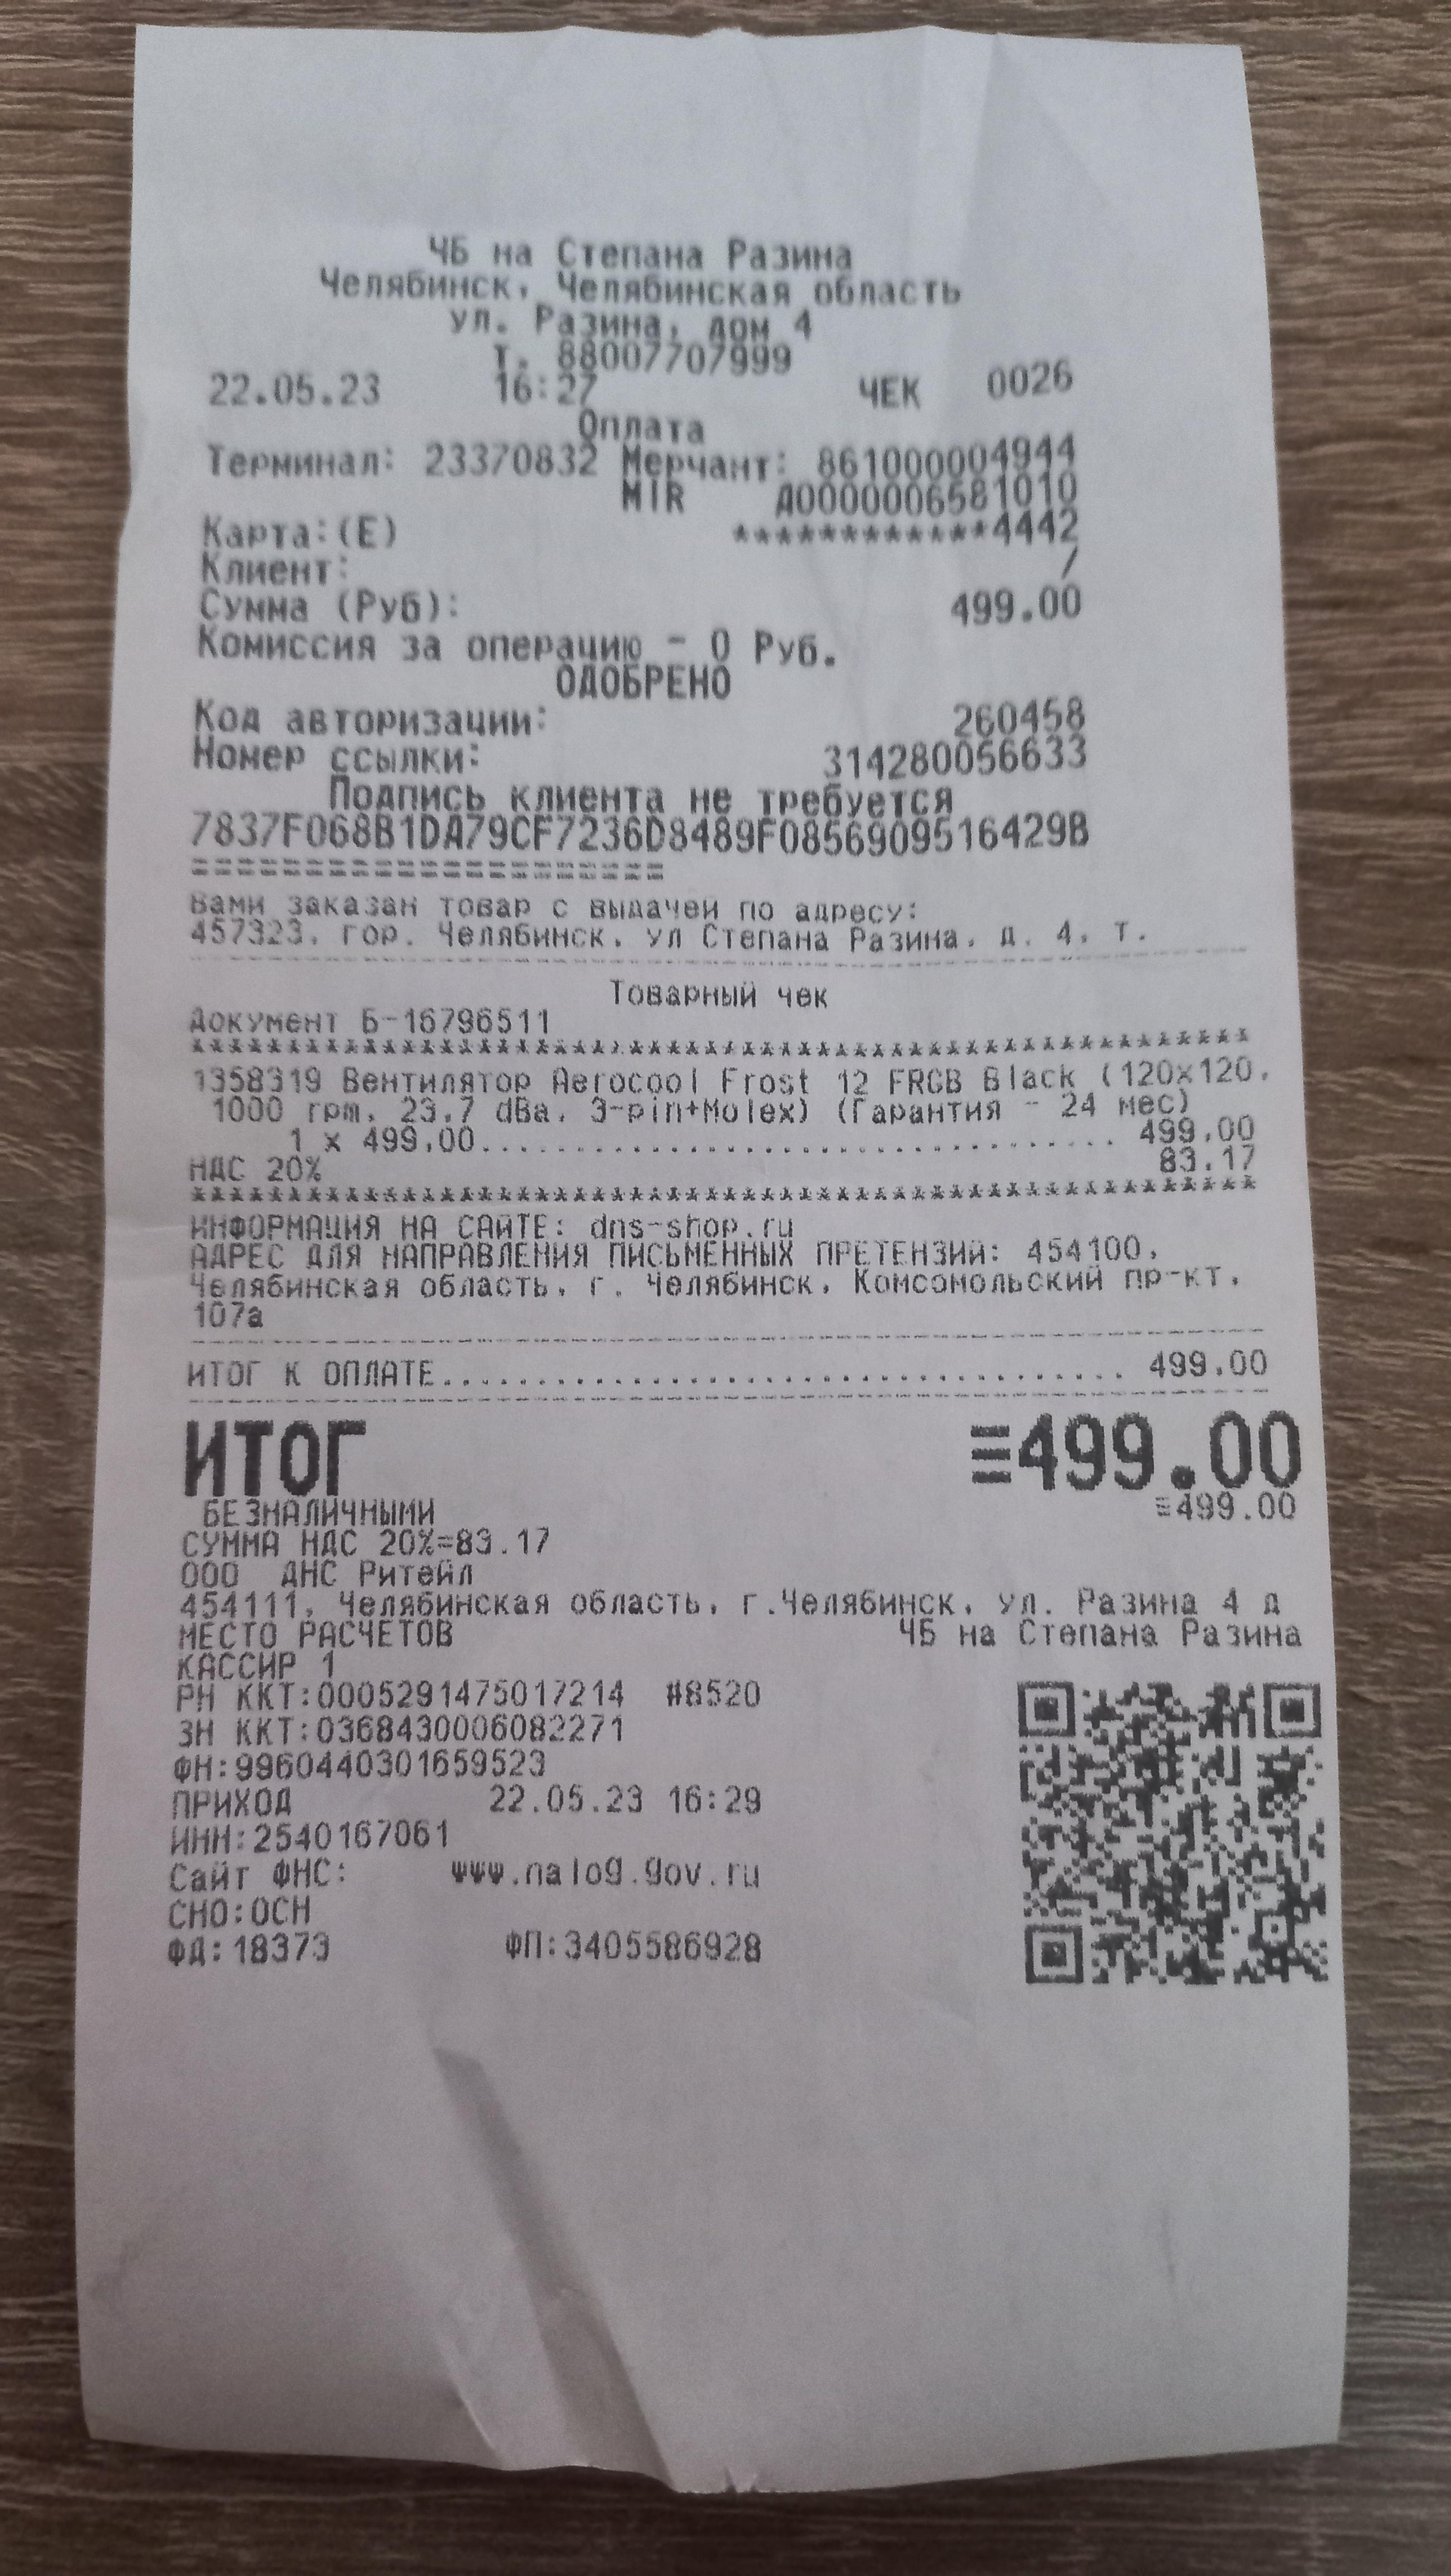 ЧБ на Степана Разина
Челябинск, Челябинская область
ул. Разина, дом 4
т. 88007707999
22.05.23 16:27 ЧЕК 0026
Оплата
Терминал: 23370832 Мерчант: 861000004944
MIR A0000006581010
Карта:(E) ************4442
Клиент: /
Сумма (Руб): 499.00
Комиссия за операцию - 0 Руб.
ОДОБРЕНО
Код авторизации: 260458
Номер ссылки: 314280056633
Подпись клиента не требуется
7837F068B1DA79CF7236D8489F0856909516429B
====================
Вами заказан товар с выдачей по адресу:
457323, гор. Челябинск, ул Степана Разина, д. 4, т.
Товарный чек
Документ Б-16796511
1358319 Вентилятор Aerocool Frost 12 FRGB Black (120x120,
1000 rpm, 23.7 dBa, 3-pin+Molex) (Гарантия - 24 мес)
1 x 499.00 499.00
НДС 20% 83.17
ИНФОРМАЦИЯ НА САЙТЕ: dns-shop.ru
АДРЕС ДЛЯ НАПРАВЛЕНИЯ ПИСЬМЕННЫХ ПРЕТЕНЗИЙ: 454100,
Челябинская область, г. Челябинск, Комсомольский пр-кт,
107а
ИТОГ К ОПЛАТЕ 499.00
ИТОГ ≡499.00
БЕЗНАЛИЧНЫМИ ≡499.00
СУММА НДС 20%=83.17
ООО ДНС Ритейл
454111, Челябинская область, г.Челябинск, ул. Разина 4 д
МЕСТО РАСЧЕТОВ ЧБ на Степана Разина
КАССИР 1
РН ККТ:0005291475017214 #8520
ЗН ККТ:0368430006082271
ФН:9960440301659523
ПРИХОД 22.05.23 16:29
ИНН:2540167061
Сайт ФНС: www.nalog.gov.ru
СНО:ОСН
ФД:18373 ФП:3405586928